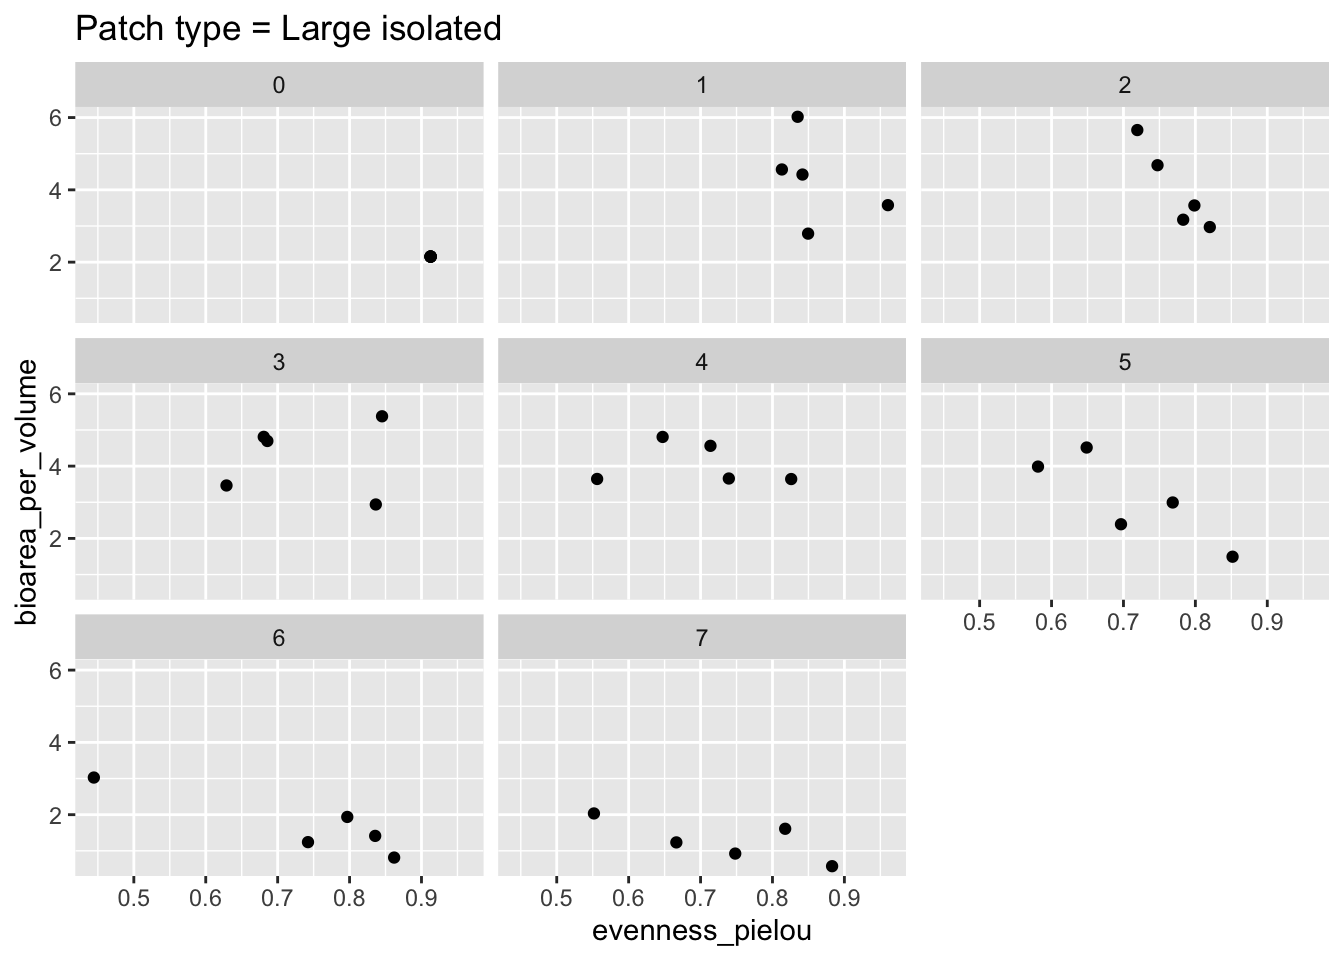 Patch type = Large isolated
0 1 2
6
4
2
3 4 5
6
4
2
0.5 0.6 0.7 0.8 0.9
6 7
6
4
2
0.5 0.6 0.7 0.8 0.9 0.5 0.6 0.7 0.8 0.9
evenness_pielou
bioarea_per_volume